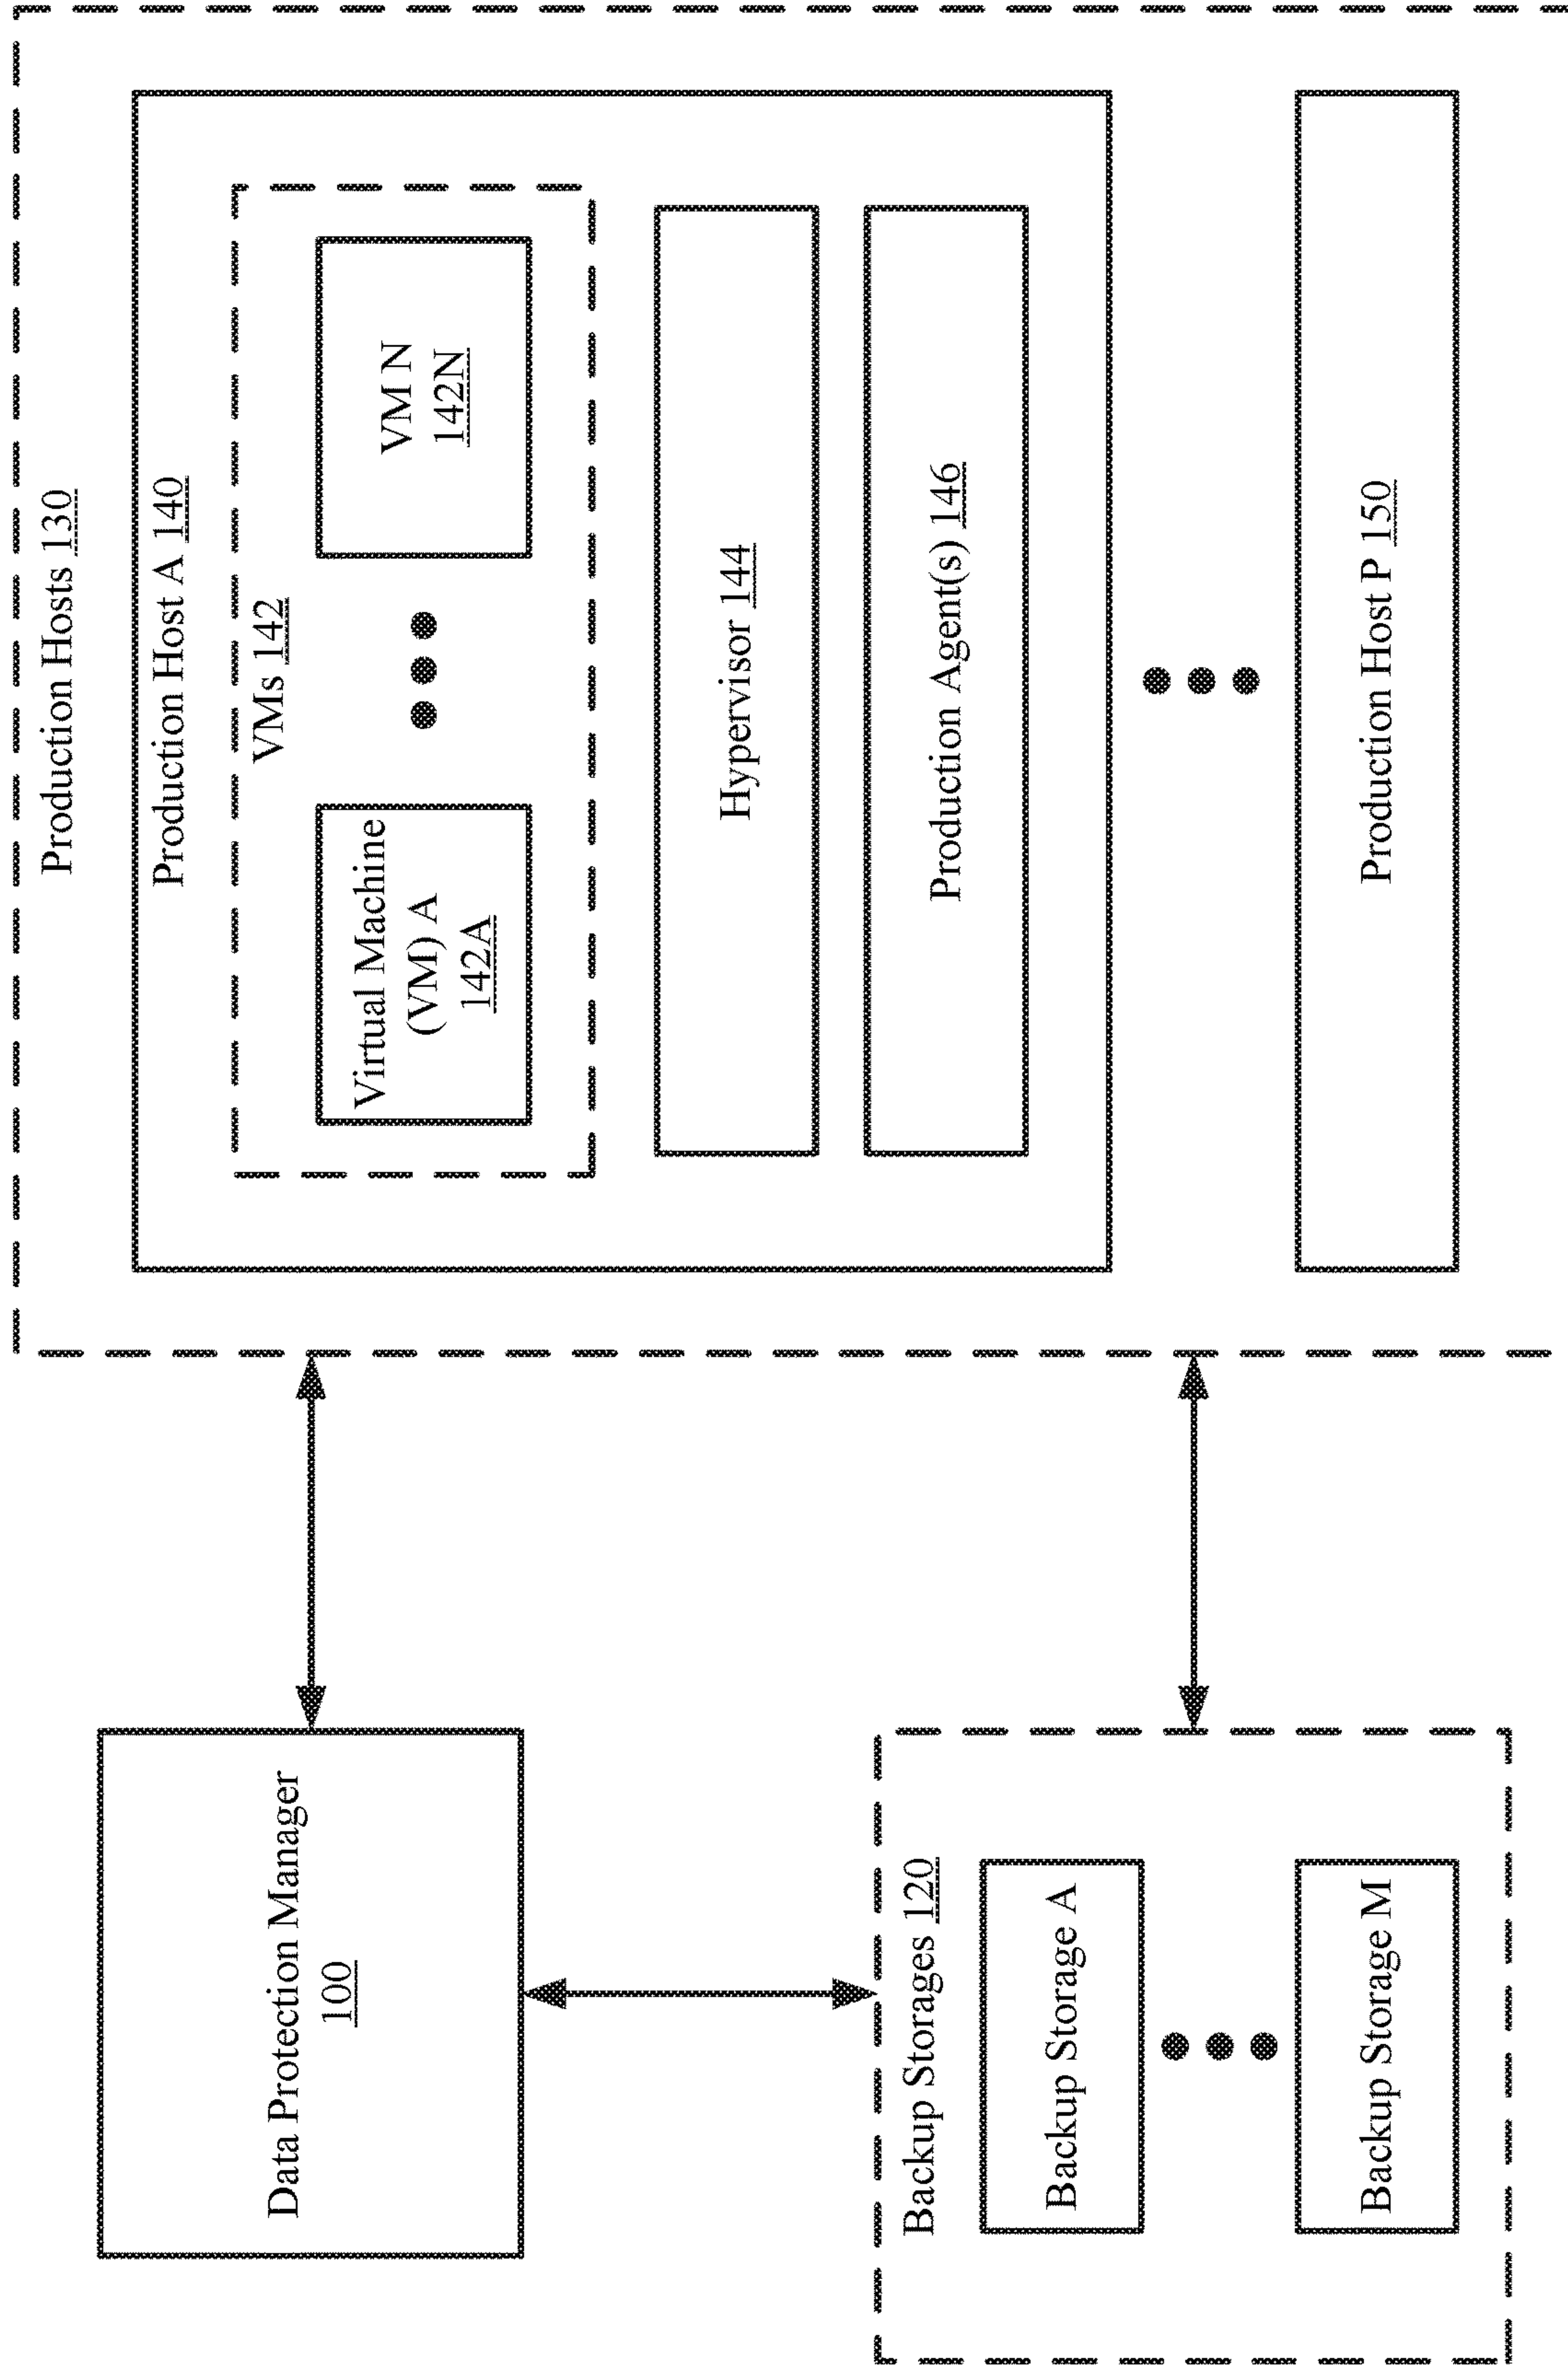 Data Protection Manager
100
Backup Storages 120
Backup Storage A
Backup Storage M
Production Hosts 130
Production Host A 140
VMs 142
Virtual Machine
(VM) A
142A
VM N
142N
Hypervisor 144
Production Agent(s) 146
Production Host P 150